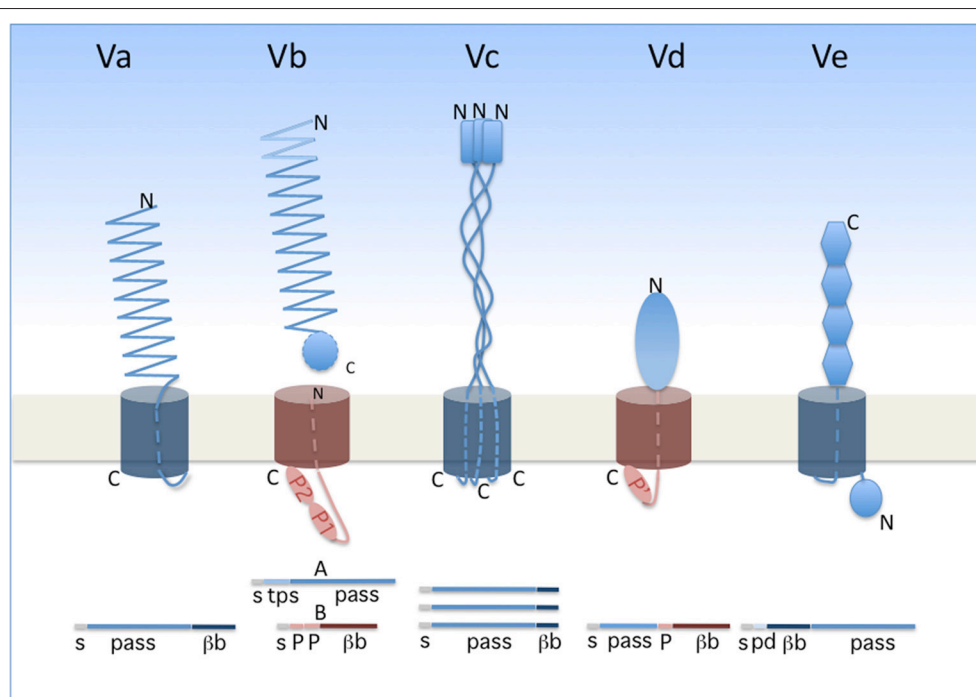 Va Vb Vc Vd Ve
N
N N N
N
N
C
C
N
C
P2
P1
C C C
C
P'
N
A
s tps pass
B
s pass βb
s P P βb
s pass βb
s pass P βb
s pd βb pass